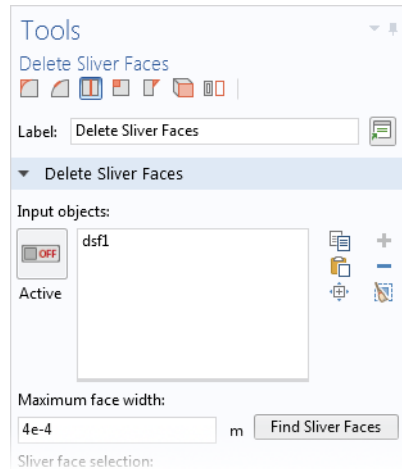 Tools
Delete Sliver Faces
Label: Delete Sliver Faces
Delete Sliver Faces
Input objects:
OFF
dsf1
Active
Maximum face width:
4e-4 m Find Sliver Faces
Sliver face selection: